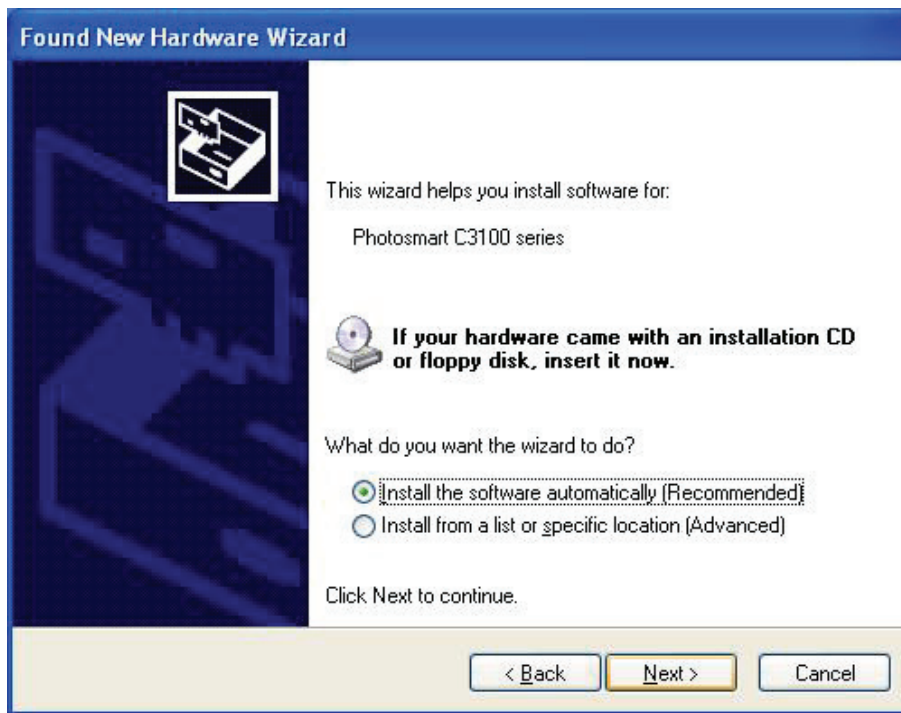 Found New Hardware Wizard
This wizard helps you install software for:
Photosmart C3100 series
If your hardware came with an installation CD
or floppy disk, insert it now.
What do you want the wizard to do?
Install the software automatically (Recommended)
Install from a list or specific location (Advanced)
Click Next to continue.
< Back Next > Cancel